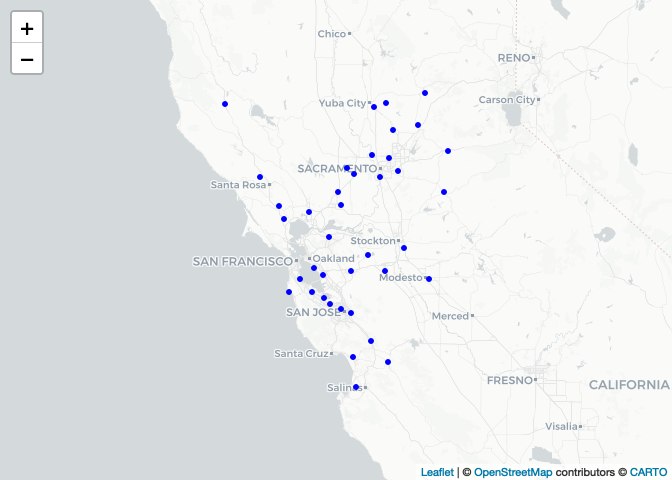 +
−
Chico
RENO
Yuba City
Carson City
SACRAMENTO
Santa Rosa
Stockton
SAN FRANCISCO
Oakland
Modesto
SAN JOSE
Merced
Santa Cruz
FRESNO
CALIFORNIA
Salinas
Visalia
Leaflet | © OpenStreetMap contributors © CARTO